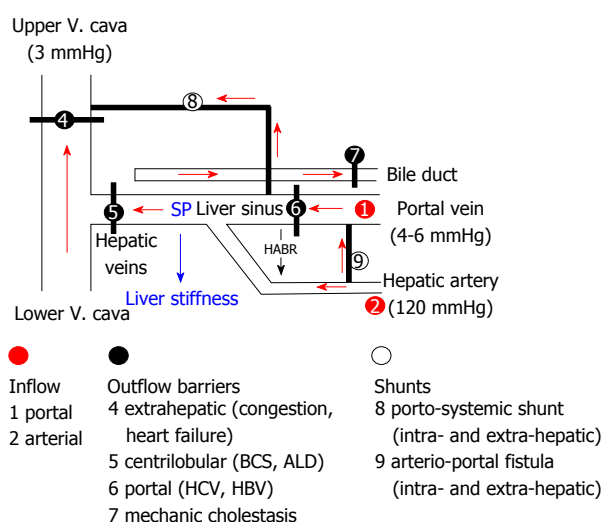 Upper V. cava
(3 mmHg)
8
4
7
Bile duct
5
SP
Liver sinus
6
1
Portal vein
(4-6 mmHg)
Hepatic
veins
HABR
9
Hepatic artery
Liver stiffness
2
(120 mmHg)
Lower V. cava
Inflow
1 portal
2 arterial
Outflow barriers
4 extrahepatic (congestion,
heart failure)
5 centrilobular (BCS, ALD)
6 portal (HCV, HBV)
7 mechanic cholestasis
Shunts
8 porto-systemic shunt
(intra- and extra-hepatic)
9 arterio-portal fistula
(intra- and extra-hepatic)